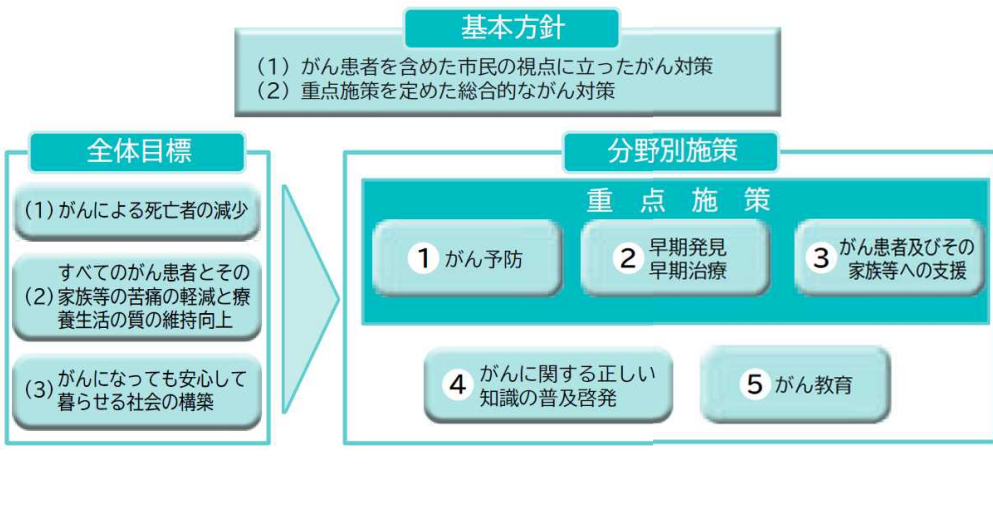 基本方針
(1) がん患者を含めた市民の視点に立ったがん対策
(2) 重点施策を定めた総合的ながん対策
全体目標
(1) がんによる死亡者の減少
すべてのがん患者とその
(2) 家族等の苦痛の軽減と療
養生活の質の維持向上
(3) がんになっても安心して
暮らせる社会の構築
分野別施策
重点施策
1 がん予防
2 早期発見
早期治療
3 がん患者及びその
家族等への支援
4 がんに関する正しい
知識の普及啓発
5 がん教育